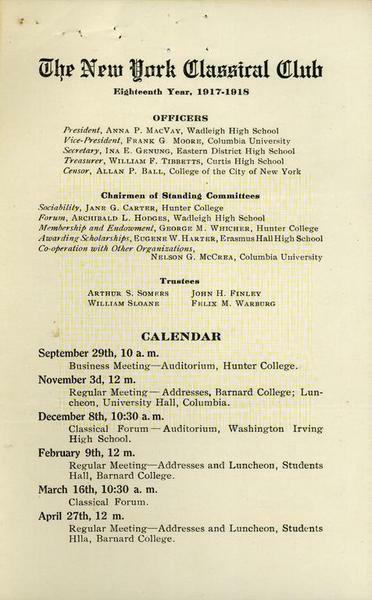 The New York Classical Club
Eighteenth Year, 1917-1918
OFFICERS
President, ANNA P. MACVAY, Wadleigh High School
Vice-President, FRANK G. MOORE, Columbia University
Secretary, INA E. GENUNG, Eastern District High School
Treasurer, WILLIAM F. TIBBETTS, Curtis High School
Censor, ALLAN P. BALL, College of the City of New York
Chairmen of Standing Committees
Sociability, JANE G. CARTER, Hunter College
Forum, ARCHIBALD L. HODGES, Wadleigh High School
Membership and Endowment, GEORGE M. WHICHER, Hunter College
Awarding Scholarships, EUGENE W. HARTER, Erasmus Hall High School
Co-operation with Other Organizations,
NELSON G. MCCREA, Columbia University
Trustees
ARTHUR S. SOMERS JOHN H. FINLEY
WILLIAM SLOANE FELIX M. WARBURG
CALENDAR
September 29th, 10 a. m.
Business Meeting—Auditorium, Hunter College.
November 3d, 12 m.
Regular Meeting—Addresses, Barnard College; Lun-
cheon, University Hall, Columbia.
December 8th, 10:30 a. m.
Classical Forum—Auditorium, Washington Irving
High School.
February 9th, 12 m.
Regular Meeting—Addresses and Luncheon, Students
Hall, Barnard College.
March 16th, 10:30 a. m.
Classical Forum.
April 27th, 12 m.
Regular Meeting—Addresses and Luncheon, Students
Hlla, Barnard College.